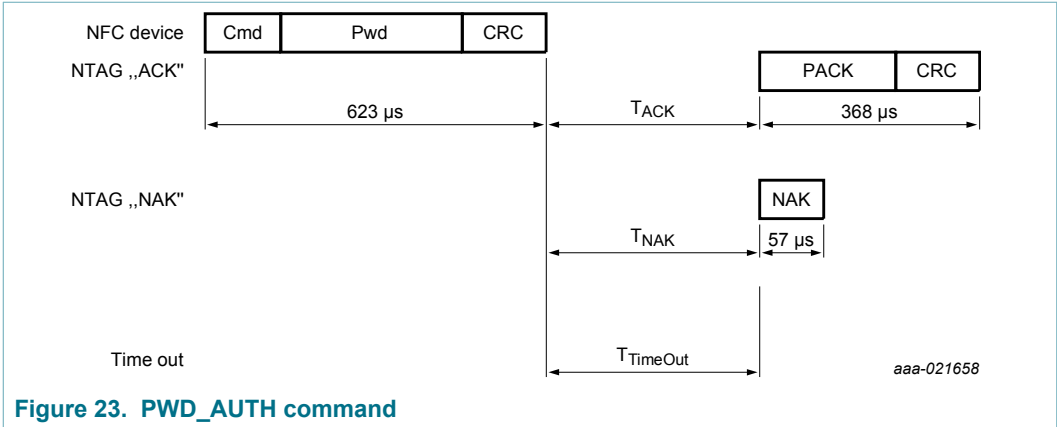 NFC device Cmd Pwd CRC
NTAG ,,ACK" PACK CRC
623 µs TACK 368 µs
NTAG ,,NAK" NAK
TNAK 57 µs
Time out TTimeOut aaa-021658
Figure 23. PWD_AUTH command